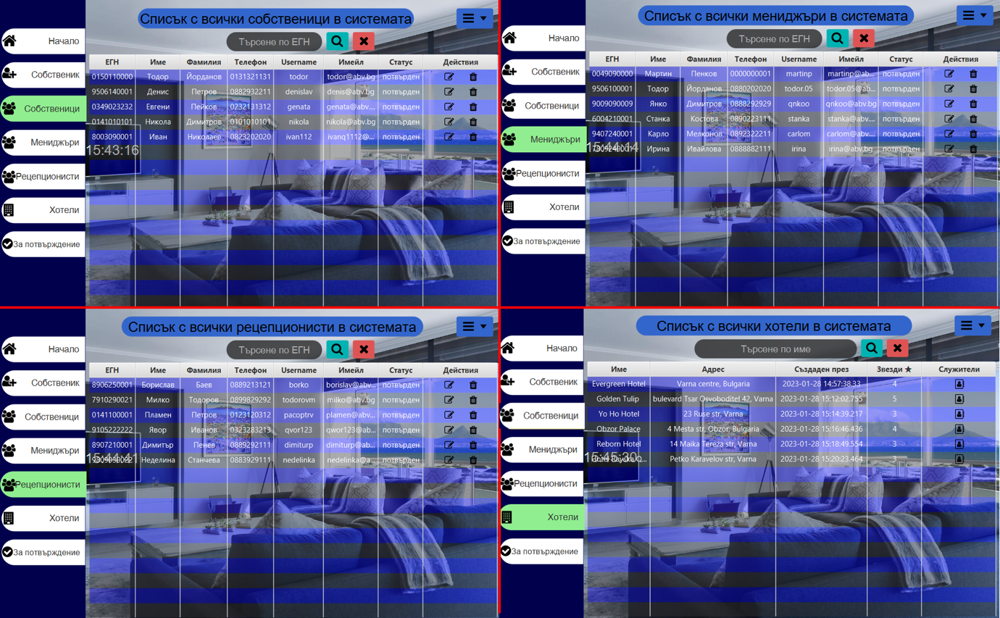 Списък с всички собственици в системата
Търсене по ЕГН
Начало
Собственик
Собственици
Мениджъри
Рецепционисти
Хотели
За потвърждение
15:43:16
ЕГН Име Фамилия Телефон Username Имейл Статус Действия
0150110000 Тодор Йорданов 0131321131 todor todor@abv.bg потвърден
9506140001 Денис Петров 0882932211 denislav denis@abv.bg потвърден
0349023232 Евгени Пейков 0232131312 genata genata@abv.... потвърден
0141010101 Никола Димитров 0101010101 nikola nikola@abv.... потвърден
8003090001 Иван Николаев 0823202020 ivan112 ivanq1112@... потвърден
Списък с всички мениджъри в системата
Търсене по ЕГН
Начало
Собственик
Собственици
Мениджъри
Рецепционисти
Хотели
За потвърждение
15:44:14
ЕГН Име Фамилия Телефон Username Имейл Статус Действия
0049090000 Мартин Пенков 0000000001 martinp martinp@ab... потвърден
9506100001 Тодор Йорданов 0880202020 todor.05 todor.05@ab... потвърден
9009090009 Янко Димитров 0888292929 qnkoo qnkoo@abv.bg потвърден
6004210001 Станка Костова 0890223111 stanka stanka@abv.... потвърден
9407240001 Карло Мелконов 0892322211 carlom carlom@abv.... потвърден
Ирина Ивайлова 0888882111 irina irina@abv.bg потвърден
Списък с всички рецепционисти в системата
Търсене по ЕГН
Начало
Собственик
Собственици
Мениджъри
Рецепционисти
Хотели
За потвърждение
ЕГН Име Фамилия Телефон Username Имейл Статус Действия
8906250001 Борислав Баев 0889213121 borko borislav@abv... потвърден
7910290021 Милко Тодоров 0899829292 todorovm milko@abv.bg потвърден
0141100001 Пламен Петров 0123120312 pacoptrv plamen@abv... потвърден
9105222222 Явор Иванов 0323283213 qvor123 qwor123@ab... потвърден
8907210001 Димитър Пенев 0889292111 dimiturp dimiturp@ab... потвърден
Неделина Станчева 0883929111 nedelinka nedelinka@a... потвърден
Списък с всички хотели в системата
Търсене по име
Начало
Собственик
Собственици
Мениджъри
Рецепционисти
Хотели
За потвърждение
15:45:30
Име Адрес Създаден през Звезди ★ Служители
Evergreen Hotel Varna centre, Bulgaria 2023-01-28 14:57:38.33 4
Golden Tulip bulevard Tsar Osvoboditel 42, Varna 2023-01-28 15:12:02.755 5
Yo Ho Hotel 23 Ruse str, Varna 2023-01-28 15:14:39.217 3
Obzor Palace 4 Mesta str, Obzor, Bulgaria 2023-01-28 15:16:46.436 4
Reborn Hotel 14 Maika Tereza str, Varna 2023-01-28 15:18:49.554 3
Petko Karavelov str, Varna 2023-01-28 15:20:23.464 3